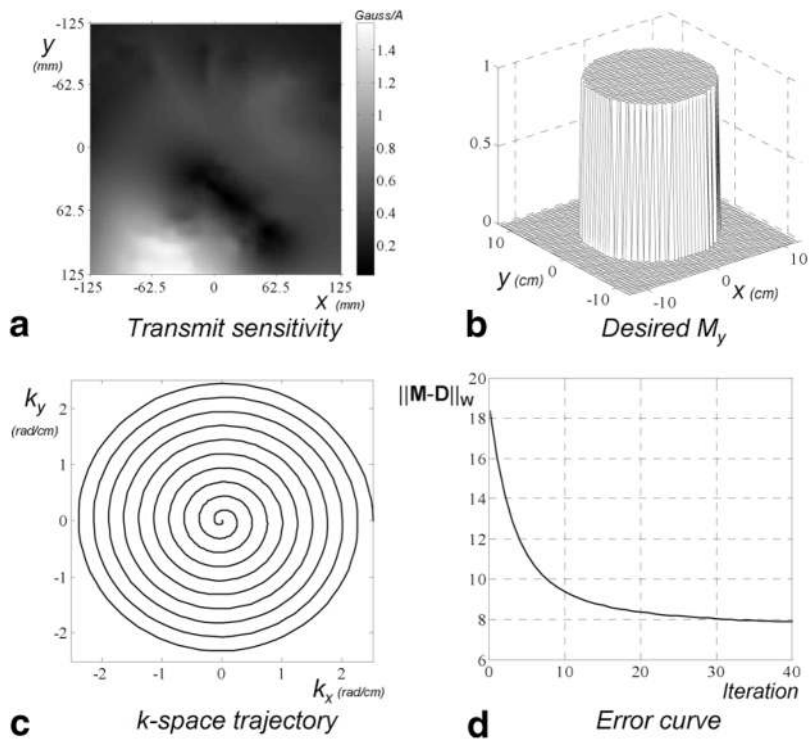 Gauss/A
-125
y
(mm)
-62.5
0
62.5
125
-125
-62.5
0
62.5
125
X (mm)
1.4
1.2
1
0.8
0.6
0.4
0.2
a
Transmit sensitivity
1
0.5
0
10
0
-10
y (cm)
-10
0
10
x (cm)
b
Desired My
ky
(rad/cm)
2
1
0
-1
-2
-2
-1
0
1
2
kx (rad/cm)
c
k-space trajectory
||M-D||w
20
18
16
14
12
10
8
6
0
10
20
30
40
Iteration
d
Error curve